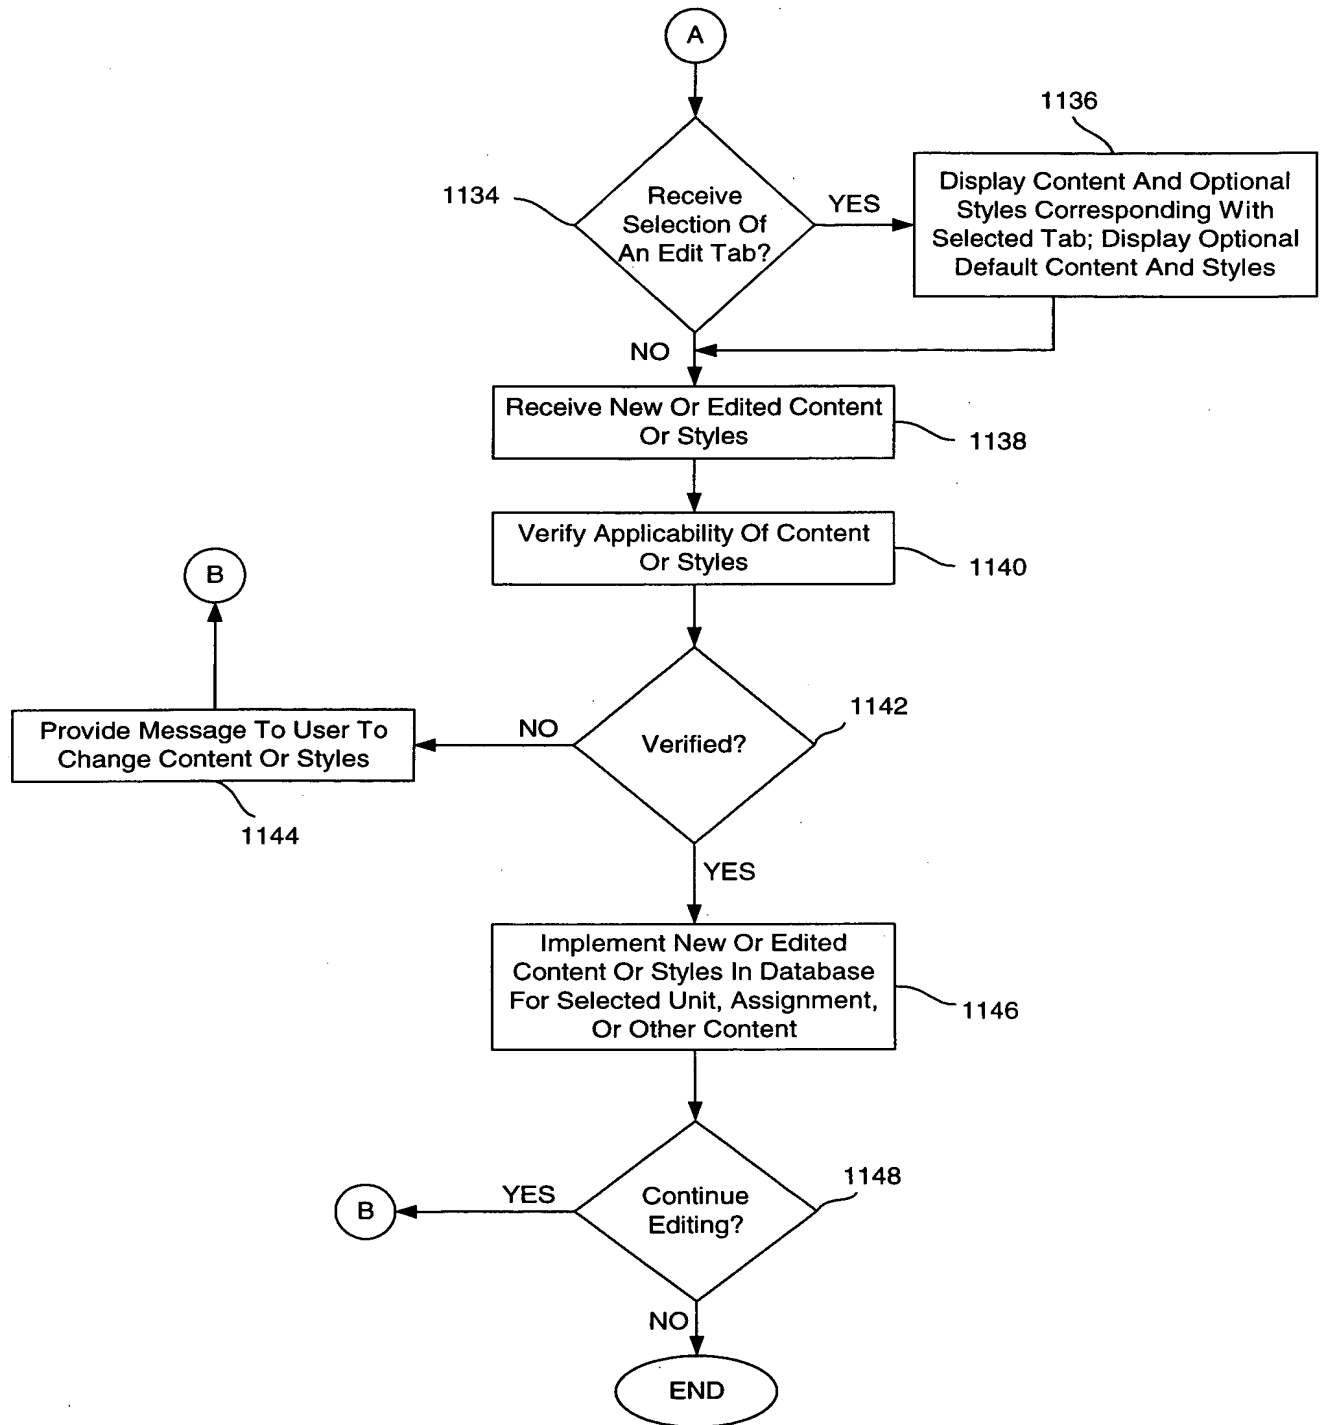 A
1136
1134
Receive
Selection Of
An Edit Tab?
YES
Display Content And Optional
Styles Corresponding With
Selected Tab; Display Optional
Default Content And Styles
NO
Receive New Or Edited Content
Or Styles
1138
Verify Applicability Of Content
Or Styles
1140
B
Provide Message To User To
Change Content Or Styles
1144
NO
Verified?
1142
YES
Implement New Or Edited
Content Or Styles In Database
For Selected Unit, Assignment,
Or Other Content
1146
B
YES
Continue
Editing?
1148
NO
END